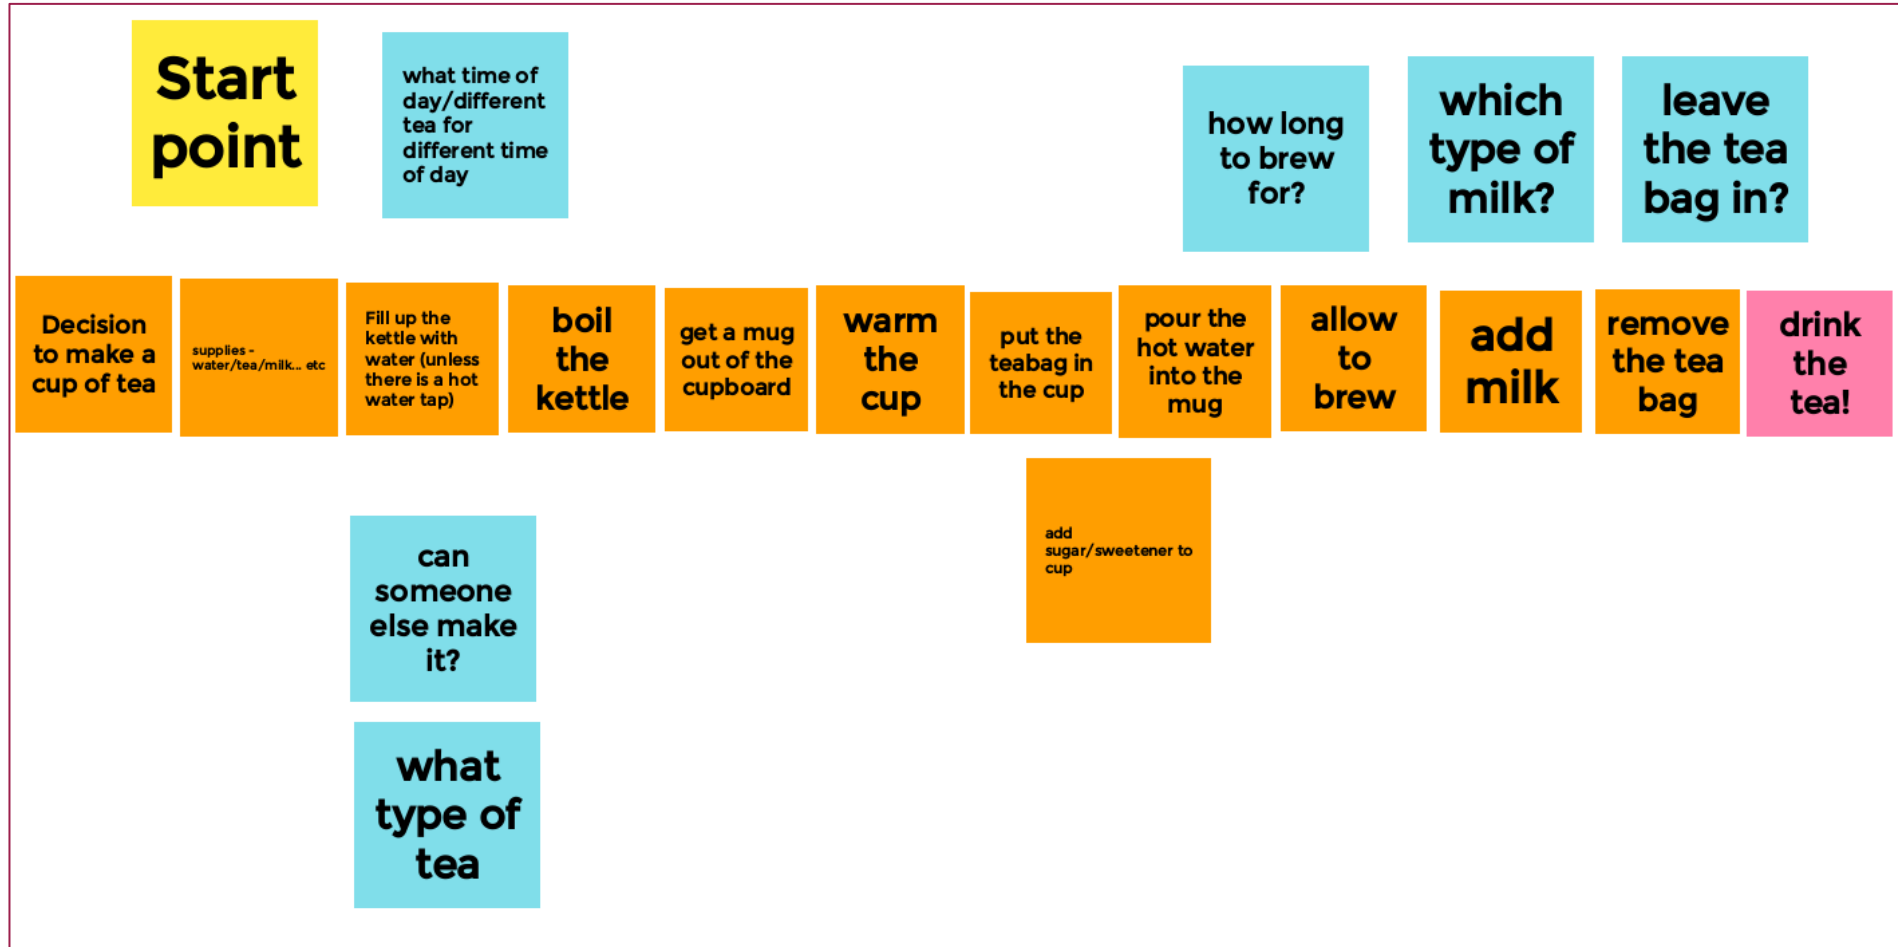 Start
point
what time of
day/different
tea for
different time
of day
how long
to brew
for?
which
type of
milk?
leave
the tea
bag in?
Decision
to make a
cup of tea
supplies -
water/tea/milk... etc
Fill up the
kettle with
water (unless
there is a hot
water tap)
boil
the
kettle
get a mug
out of the
cupboard
warm
the
cup
put the
teabag in
the cup
pour the
hot water
into the
mug
allow
to
brew
add
milk
remove
the tea
bag
drink
the
tea!
add
sugar/sweetener to
cup
can
someone
else make
it?
what
type of
tea